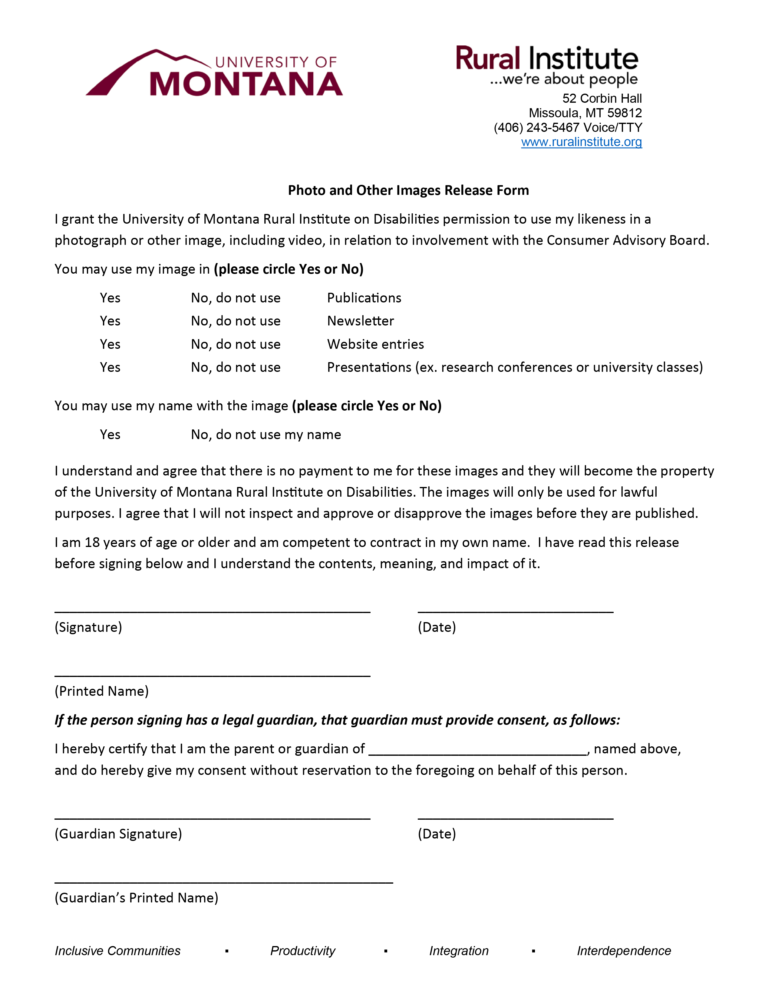 UNIVERSITY OF
MONTANA
Rural Institute
...we're about people
52 Corbin Hall
Missoula, MT 59812
(406) 243-5467 Voice/TTY
www.ruralinstitute.org
Photo and Other Images Release Form
I grant the University of Montana Rural Institute on Disabilities permission to use my likeness in a
photograph or other image, including video, in relation to involvement with the Consumer Advisory Board.
You may use my image in (please circle Yes or No)
Yes No, do not use Publications
Yes No, do not use Newsletter
Yes No, do not use Website entries
Yes No, do not use Presentations (ex. research conferences or university classes)
You may use my name with the image (please circle Yes or No)
Yes No, do not use my name
I understand and agree that there is no payment to me for these images and they will become the property
of the University of Montana Rural Institute on Disabilities. The images will only be used for lawful
purposes. I agree that I will not inspect and approve or disapprove the images before they are published.
I am 18 years of age or older and am competent to contract in my own name.  I have read this release
before signing below and I understand the contents, meaning, and impact of it.
(Signature) (Date)
(Printed Name)
If the person signing has a legal guardian, that guardian must provide consent, as follows:
I hereby certify that I am the parent or guardian of ____________________________, named above,
and do hereby give my consent without reservation to the foregoing on behalf of this person.
(Guardian Signature) (Date)
(Guardian’s Printed Name)
Inclusive Communities ▪ Productivity ▪ Integration ▪ Interdependence